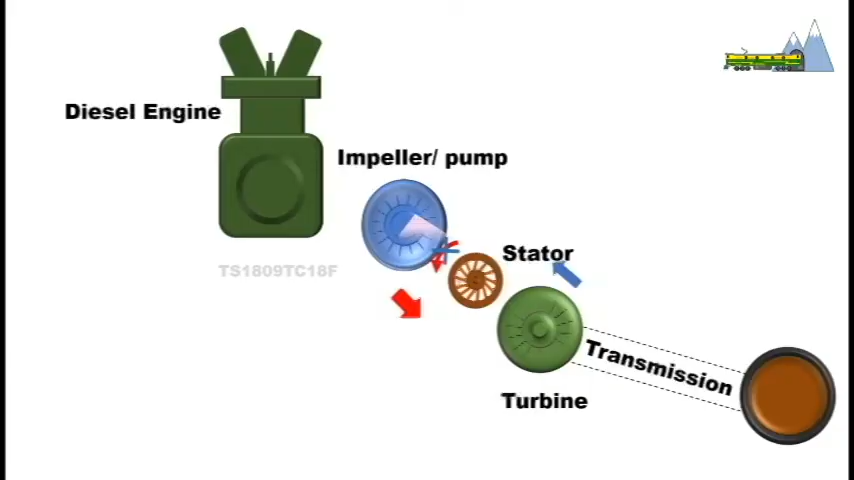 Diesel Engine
Impeller/ pump
Stator
TS1809TC18F
Transmission
Turbine